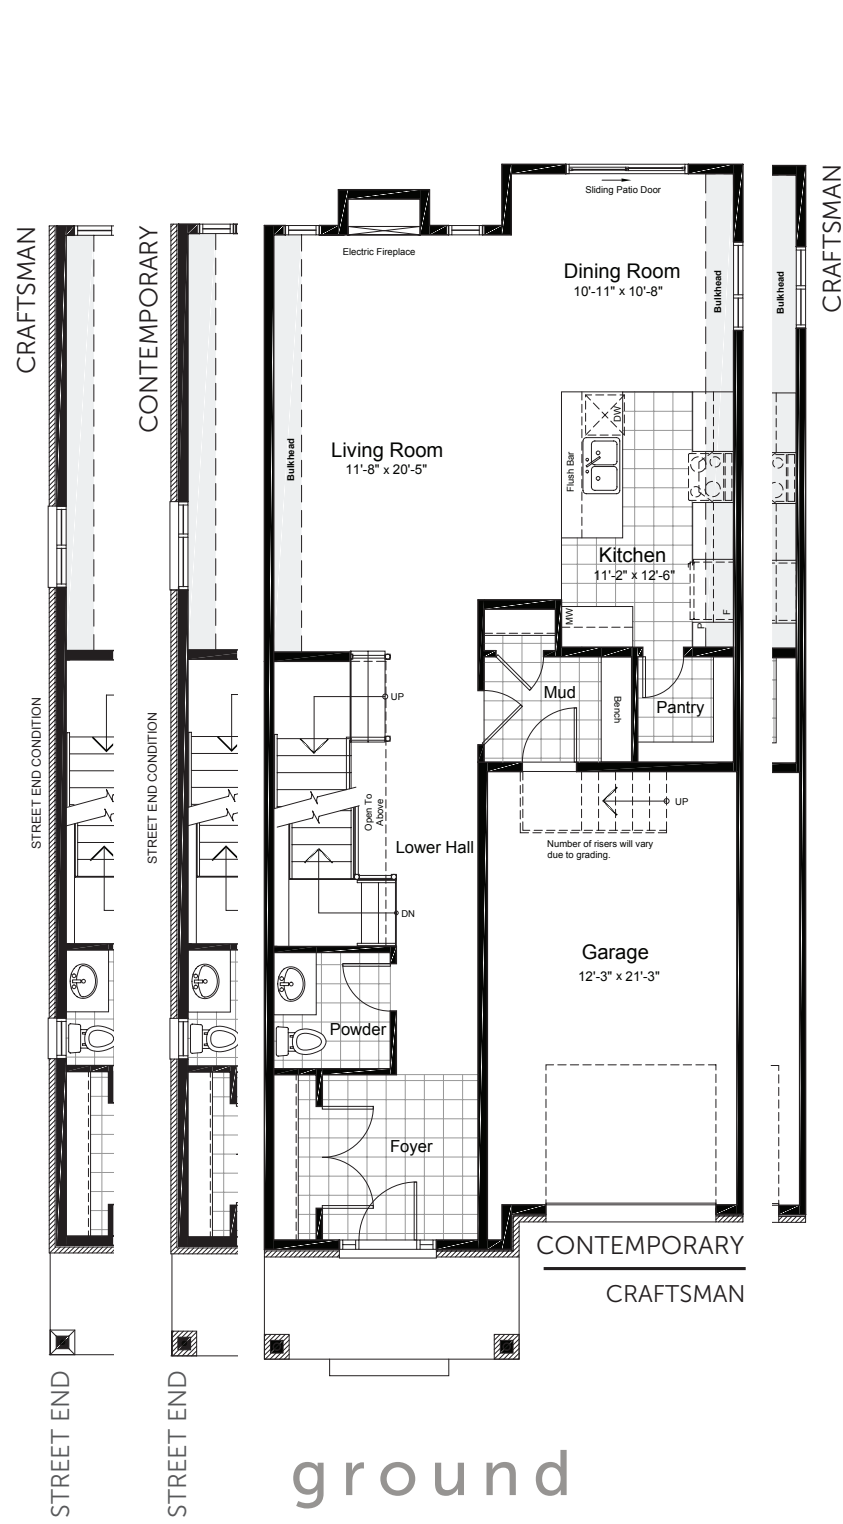 Sliding Patio Door
Electric Fireplace
CRAFTSMAN
CONTEMPORARY
Dining Room
10'-11" x 10'-8"
Bulkhead
Bulkhead
CRAFTSMAN
Living Room
11'-8" x 20'-5"
Bulkhead
DW
Flush Bar
Kitchen
11'-2" x 12'-6"
MW
P
F
UP
Mud
Bench
Pantry
STREET END CONDITION
STREET END CONDITION
Open To
Above
UP
Lower Hall
Number of risers will vary
due to grading.
DN
Garage
12'-3" x 21'-3"
Powder
Foyer
CONTEMPORARY
CRAFTSMAN
STREET END
STREET END
ground